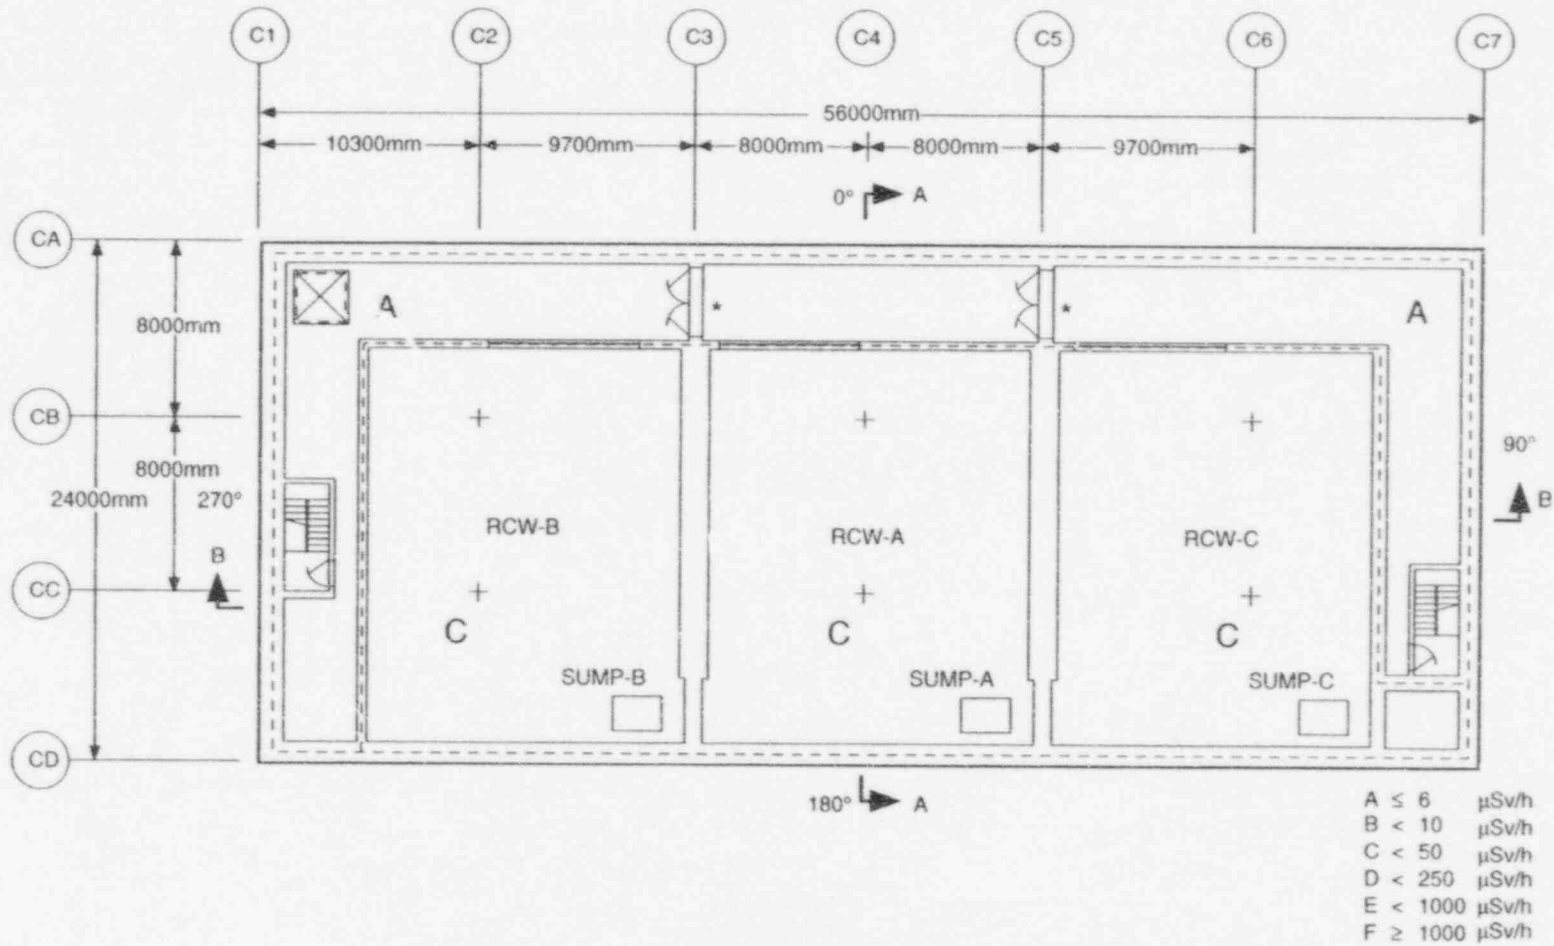 C1 C2 C3 C4 C5 C6 C7
56000mm
10300mm 9700mm 8000mm 8000mm 9700mm
0° A
CA
A * * A
8000mm
CB
90°
8000mm
24000mm 270° B
RCW-B RCW-A RCW-C
B
CC
C C C
SUMP-B SUMP-A SUMP-C
CD
180° A
A ≤ 6 µSv/h
B < 10 µSv/h
C < 50 µSv/h
D < 250 µSv/h
E < 1000 µSv/h
F ≥ 1000 µSv/h